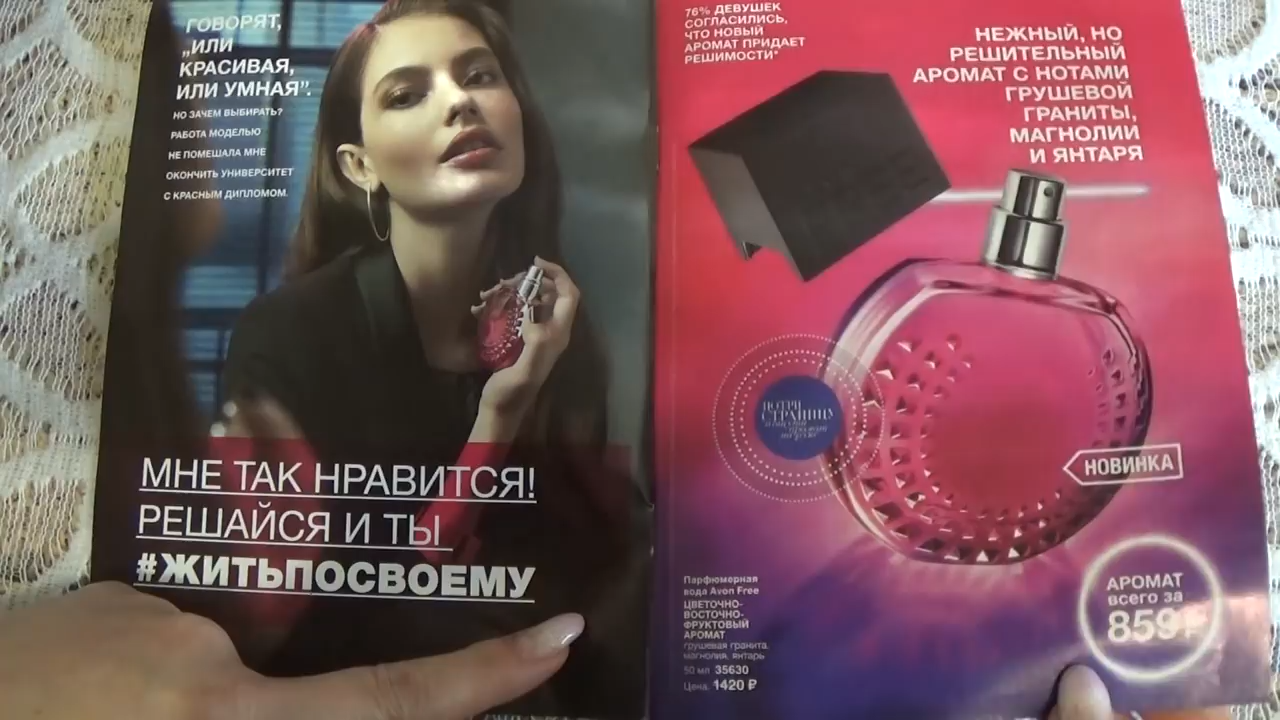 ГОВОРЯТ,
„ИЛИ
КРАСИВАЯ,
ИЛИ УМНАЯ”.
НО ЗАЧЕМ ВЫБИРАТЬ?
РАБОТА МОДЕЛЬЮ
НЕ ПОМЕШАЛА МНЕ
ОКОНЧИТЬ УНИВЕРСИТЕТ
С КРАСНЫМ ДИПЛОМОМ.
МНЕ ТАК НРАВИТСЯ!
РЕШАЙСЯ И ТЫ
#ЖИТЬПОСВОЕМУ
76% ДЕВУШЕК
СОГЛАСИЛИСЬ,
ЧТО НОВЫЙ
АРОМАТ ПРИДАЕТ
РЕШИМОСТИ*
НЕЖНЫЙ, НО
РЕШИТЕЛЬНЫЙ
АРОМАТ С НОТАМИ
ГРУШЕВОЙ
ГРАНИТЫ,
МАГНОЛИИ
И ЯНТАРЯ
ПОТРИ
СТРАНИЦУ
НОВИНКА
Парфюмерная
вода Avon Free
ЦВЕТОЧНО-
ВОСТОЧНО-
ФРУКТОВЫЙ
АРОМАТ
грушевая гранита,
магнолия, янтарь
50 мл 35630
Цена 1420 ₽
АРОМАТ
всего за
859 ₽